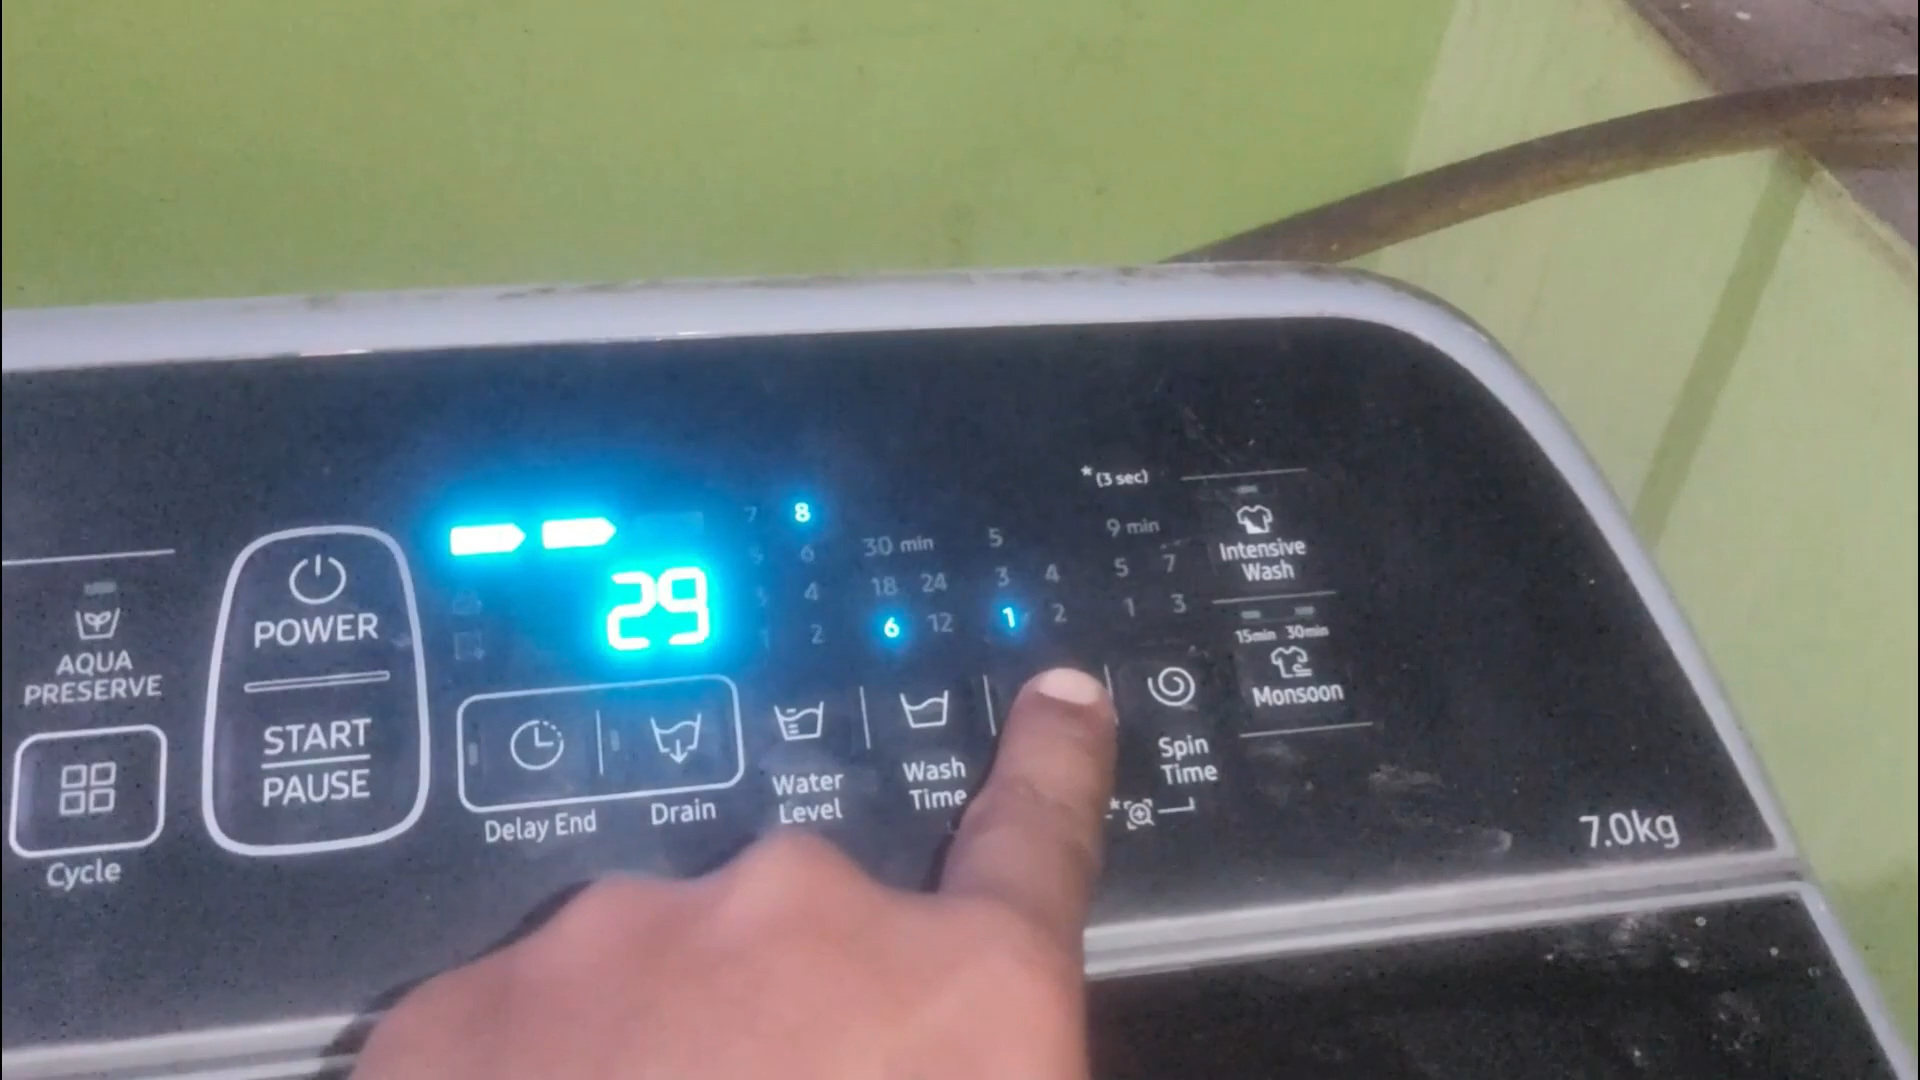 AQUA
PRESERVE
Cycle
POWER
START
PAUSE
29
Delay End
Drain
7 8
6
4
2
Water
Level
30 min
18 24
6 12
Wash
Time
5
3 4
1 2
*(3 sec)
9 min
5 7
1 3
Spin
Time
*
Intensive
Wash
15min 30min
Monsoon
7.0kg